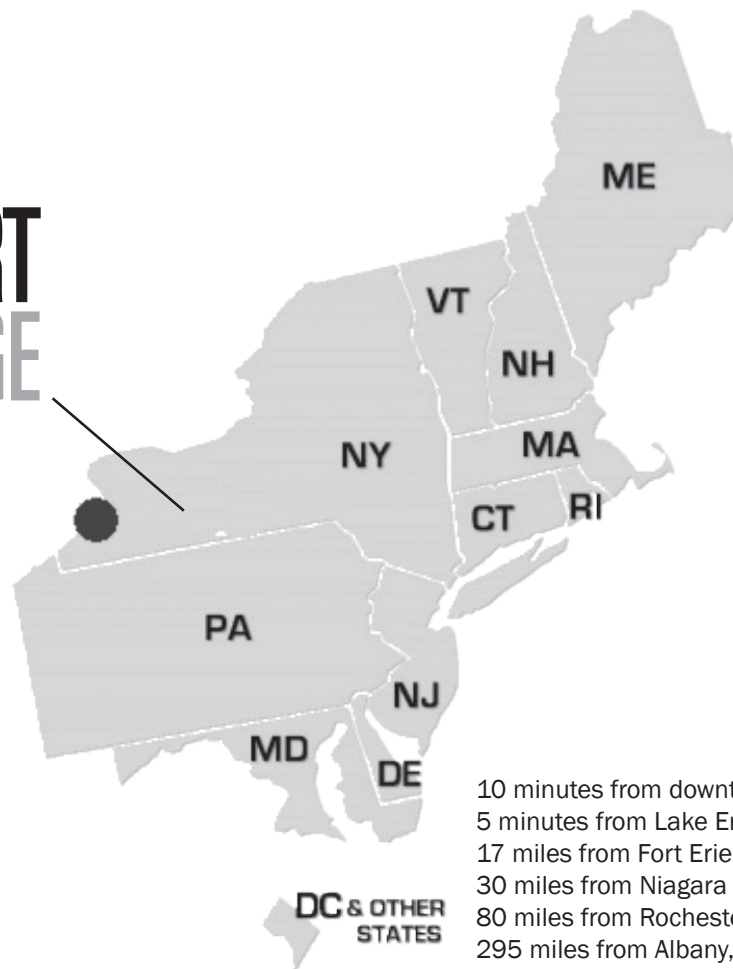 RT
GE
ME
VT
NH
NY
MA
CT
RI
PA
NJ
MD
DE
DC & OTHER
STATES
10 minutes from downt
5 minutes from Lake Er
17 miles from Fort Erie
30 miles from Niagara
80 miles from Rocheste
295 miles from Albany,